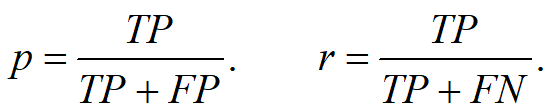 p = TP / (TP + FP). r = TP / (TP + FN).